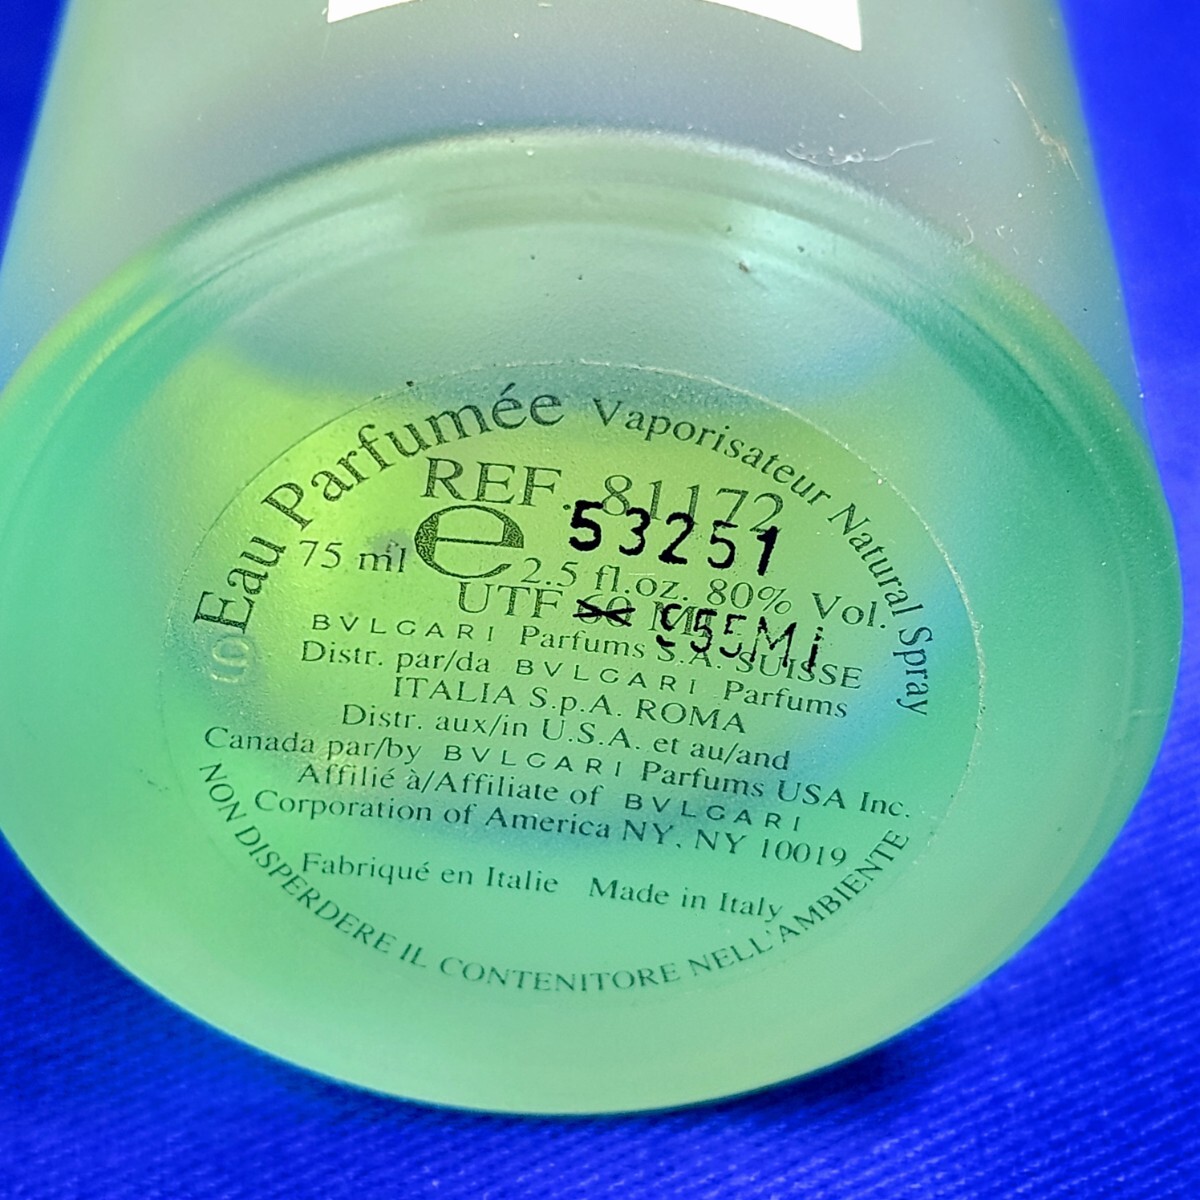 Eau Parfumée Vaporisateur Natural Spray
REF. 81172
53251
75 ml e 2.5 fl.oz. 80% Vol.
UTF 60 MI
BVLGARI Parfums S.A. SUISSE
Distr. par/da BVLGARI Parfums
ITALIA S.p.A. ROMA
Distr. aux/in U.S.A. et au/and
Canada par/by BVLGARI Parfums USA Inc.
Affilié à/Affiliate of BVLGARI
Corporation of America NY, NY 10019
Fabriqué en Italie Made in Italy
NON DISPERDERE IL CONTENITORE NELL'AMBIENTE